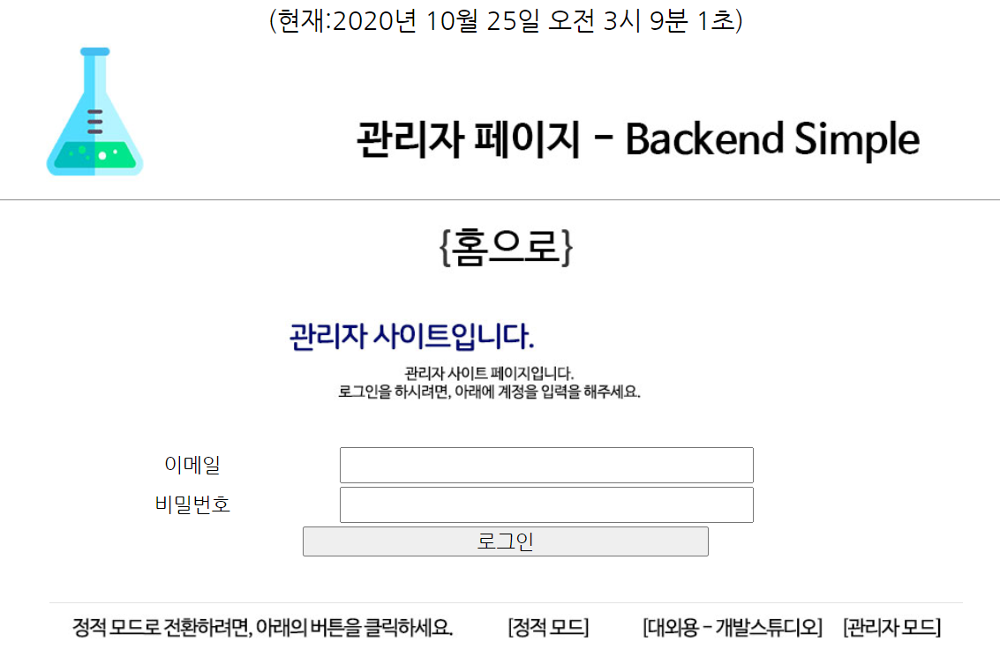 (현재:2020년 10월 25일 오전 3시 9분 1초)
관리자 페이지 - Backend Simple
{홈으로}
관리자 사이트입니다.
관리자 사이트 페이지입니다.
로그인을 하시려면, 아래에 계정을 입력을 해주세요.
이메일
비밀번호
로그인
정적 모드로 전환하려면, 아래의 버튼을 클릭하세요. [정적 모드] [대외용 - 개발스튜디오] [관리자 모드]